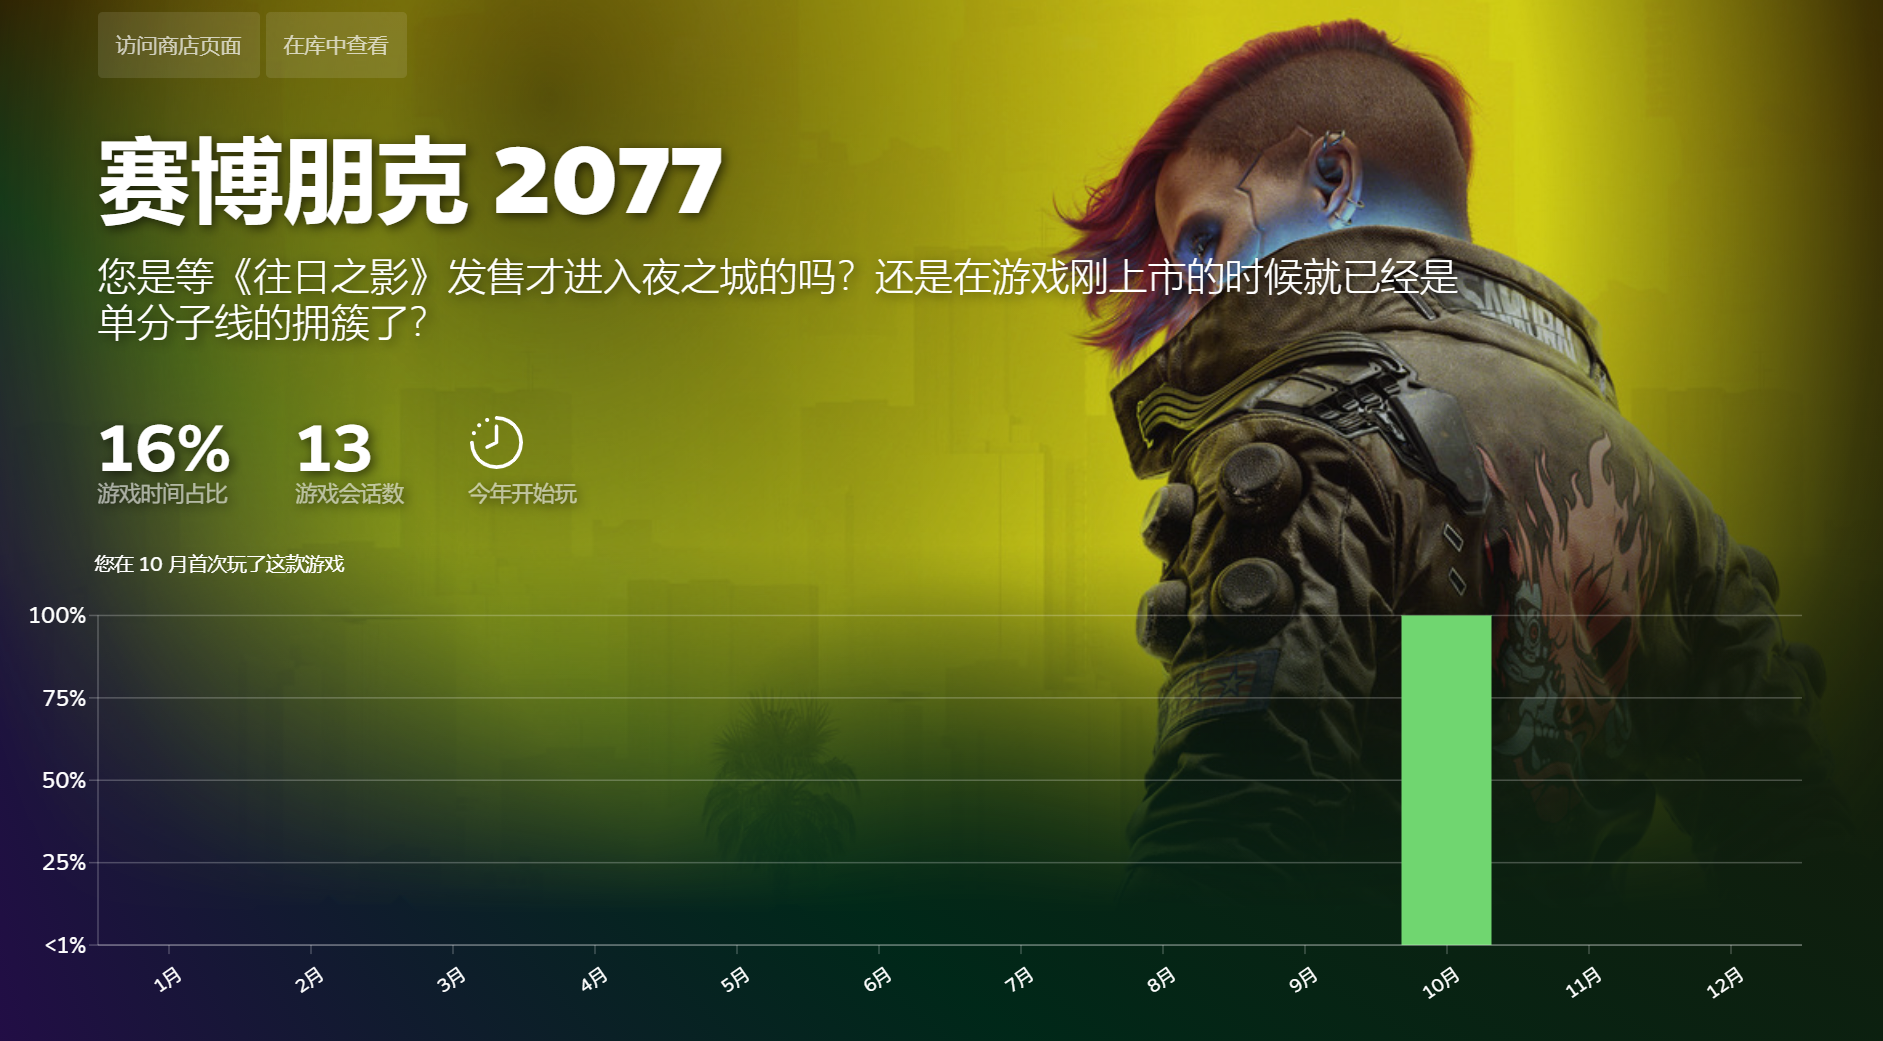 访问商店页面 在库中查看
赛博朋克 2077
您是等《往日之影》发售才进入夜之城的吗？还是在游戏刚上市的时候就已经是
单分子线的拥簇了？
16% 13
游戏时间占比 游戏会话数 今年开始玩
您在 10 月首次玩了这款游戏
100%
75%
50%
25%
<1%
1月 2月 3月 4月 5月 6月 7月 8月 9月 10月 11月 12月
SAMURAI